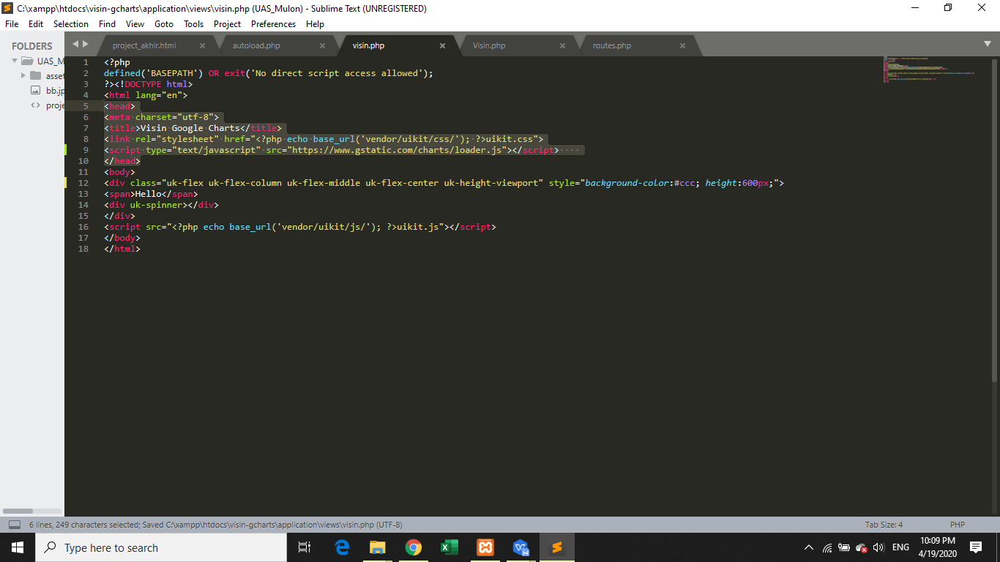 C:\xampp\htdocs\visin-gcharts\application\views\visin.php (UAS_Mulon) - Sublime Text (UNREGISTERED)
File Edit Selection Find View Goto Tools Project Preferences Help
FOLDERS
UAS_M
asset
bb.jp
proje
project_akhir.html autoload.php visin.php Visin.php routes.php
1 <?php
2 defined('BASEPATH') OR exit('No direct script access allowed');
3 ?><!DOCTYPE html>
4 <html lang="en">
5 <head>
6 <meta charset="utf-8">
7 <title>Visin Google Charts</title>
8 <link rel="stylesheet" href="<?php echo base_url('vendor/uikit/css/'); ?>uikit.css">
9 <script type="text/javascript" src="https://www.gstatic.com/charts/loader.js"></script>
10 </head>
11 <body>
12 <div class="uk-flex uk-flex-column uk-flex-middle uk-flex-center uk-height-viewport" style="background-color:#ccc; height:600px;">
13 <span>Hello</span>
14 <div uk-spinner></div>
15 </div>
16 <script src="<?php echo base_url('vendor/uikit/js/'); ?>uikit.js"></script>
17 </body>
18 </html>
6 lines, 249 characters selected; Saved C:\xampp\htdocs\visin-gcharts\application\views\visin.php (UTF-8) Tab Size: 4 PHP
Type here to search
ENG
10:09 PM
4/19/2020